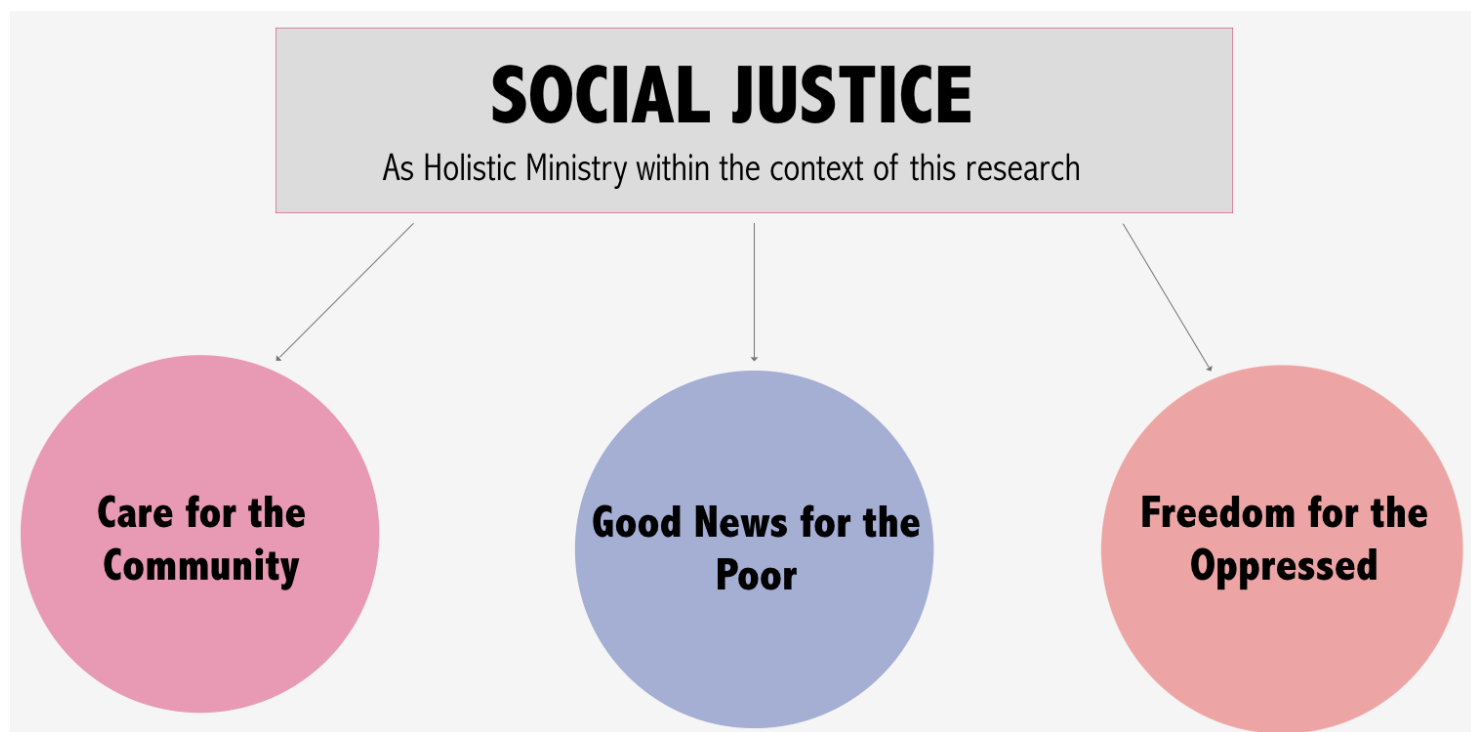 SOCIAL JUSTICE
As Holistic Ministry within the context of this research
Care for the
Community
Good News for the
Poor
Freedom for the
Oppressed